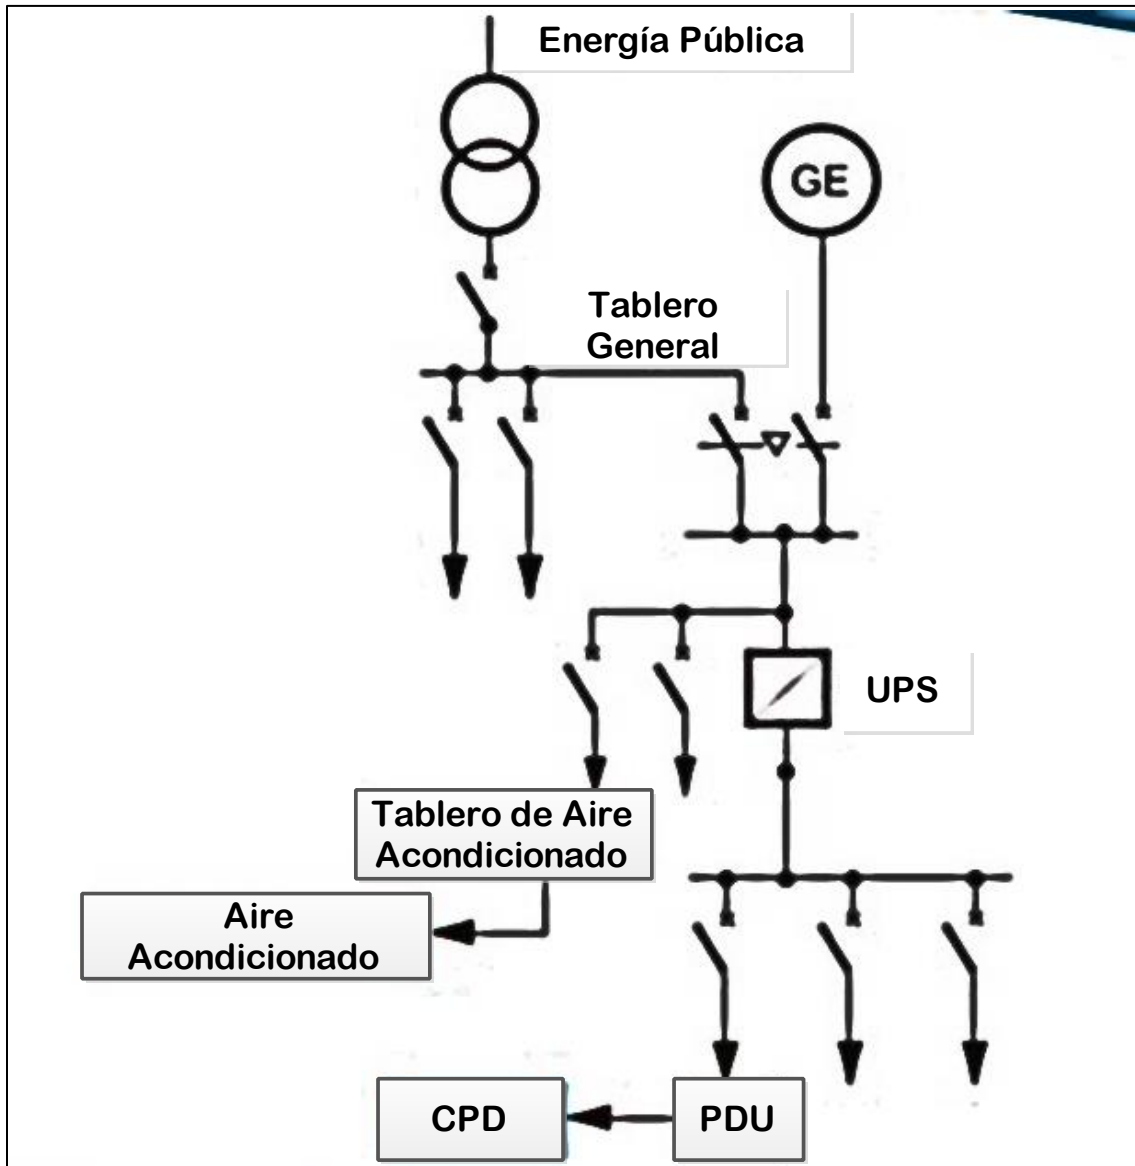 Energía Pública
GE
Tablero
General
UPS
Tablero de Aire
Acondicionado
Aire
Acondicionado
CPD
PDU